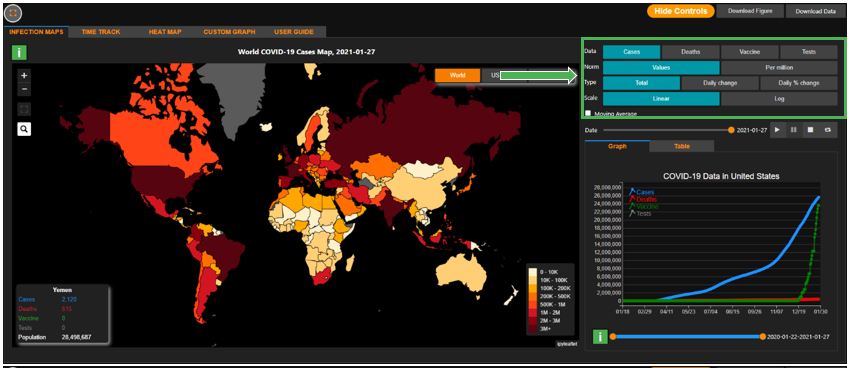 Hide Controls
Download Figure
Download Data
INFECTION MAPS
TIME TRACK
HEAT MAP
CUSTOM GRAPH
USER GUIDE
i
World COVID-19 Cases Map, 2021-01-27
+
−
World
US
Data Cases Deaths Vaccine Tests
Norm Values Per million
Type Total Daily change Daily % change
Scale Linear Log
Moving Average
Date 2021-01-27
Graph Table
COVID-19 Data in United States
Cases
Deaths
Vaccine
Tests
28,000,000
26,000,000
24,000,000
22,000,000
20,000,000
18,000,000
16,000,000
14,000,000
12,000,000
10,000,000
8,000,000
6,000,000
4,000,000
2,000,000
0
01/18 02/29 04/11 05/23 07/04 08/15 09/26 11/07 12/19 01/30
i
2020-01-22-2021-01-27
Yemen
Cases 2,120
Deaths 615
Vaccine 0
Tests 0
Population 28,498,687
0 - 10K
10K - 100K
100K - 200K
200K - 500K
500K - 1M
1M - 2M
2M - 3M
3M+
ipyleaflet